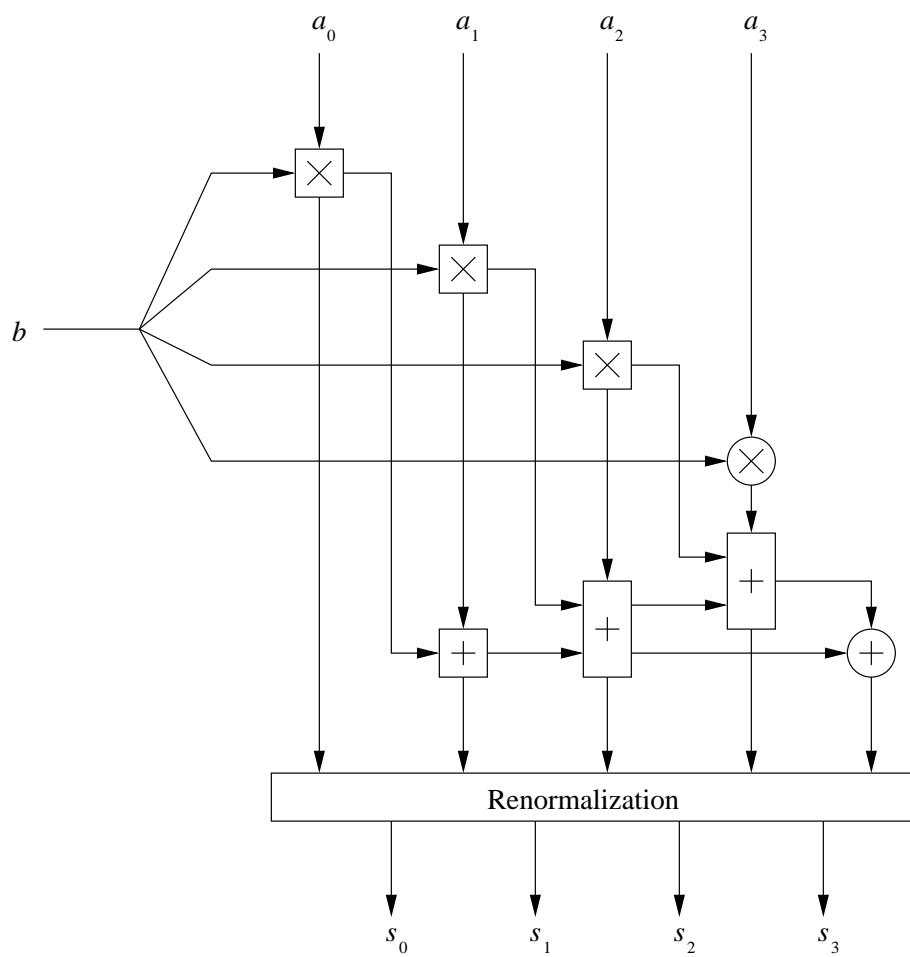 a₀ a₁ a₂ a₃
×
×
b
×
×
+
+
+ +
Renormalization
s₀ s₁ s₂ s₃